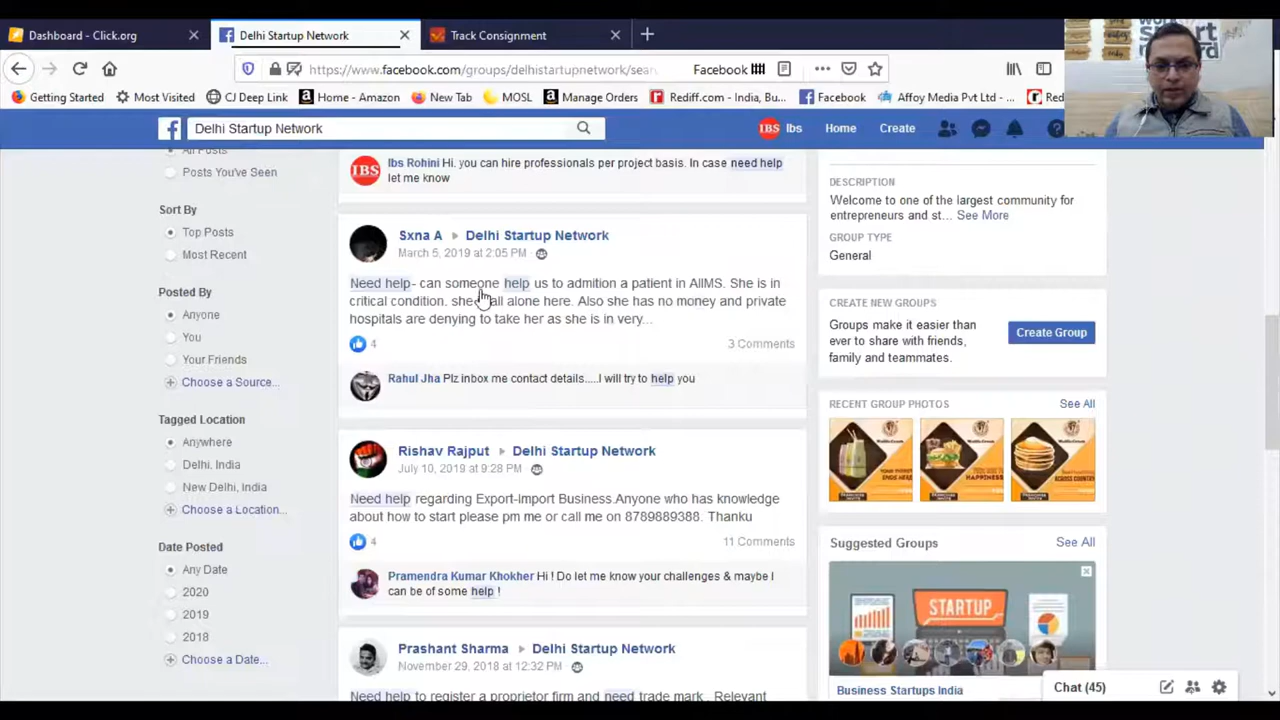 Dashboard - Click.org
Delhi Startup Network
Track Consignment
https://www.facebook.com/groups/delhistartupnetwork/sear
Facebook
Getting Started
Most Visited
CJ Deep Link
Home - Amazon
New Tab
MOSL
Manage Orders
Rediff.com - India, Bu...
Facebook
Affoy Media Pvt Ltd - ...
Red
Delhi Startup Network
IBS Ibs
Home
Create
All Posts
Posts You've Seen
Sort By
Top Posts
Most Recent
Posted By
Anyone
You
Your Friends
Choose a Source...
Tagged Location
Anywhere
Delhi, India
New Delhi, India
Choose a Location...
Date Posted
Any Date
2020
2019
2018
Choose a Date...
IBS
Ibs Rohini Hi. you can hire professionals per project basis. In case need help
let me know
Sxna A Delhi Startup Network
March 5, 2019 at 2:05 PM
Need help- can someone help us to admition a patient in AIIMS. She is in
critical condition. she all alone here. Also she has no money and private
hospitals are denying to take her as she is in very...
4
3 Comments
Rahul Jha Plz inbox me contact details.....I will try to help you
Rishav Rajput Delhi Startup Network
July 10, 2019 at 9:28 PM
Need help regarding Export-Import Business.Anyone who has knowledge
about how to start please pm me or call me on 8789889388. Thanku
4
11 Comments
Pramendra Kumar Khokher Hi ! Do let me know your challenges & maybe I
can be of some help !
Prashant Sharma Delhi Startup Network
November 29, 2018 at 12:32 PM
Need help to register a proprietor firm and need trade mark . Relevant
DESCRIPTION
Welcome to one of the largest community for
entrepreneurs and st... See More
GROUP TYPE
General
CREATE NEW GROUPS
Groups make it easier than
ever to share with friends,
family and teammates.
Create Group
RECENT GROUP PHOTOS
See All
Suggested Groups
See All
STARTUP
Business Startups India
Chat (45)